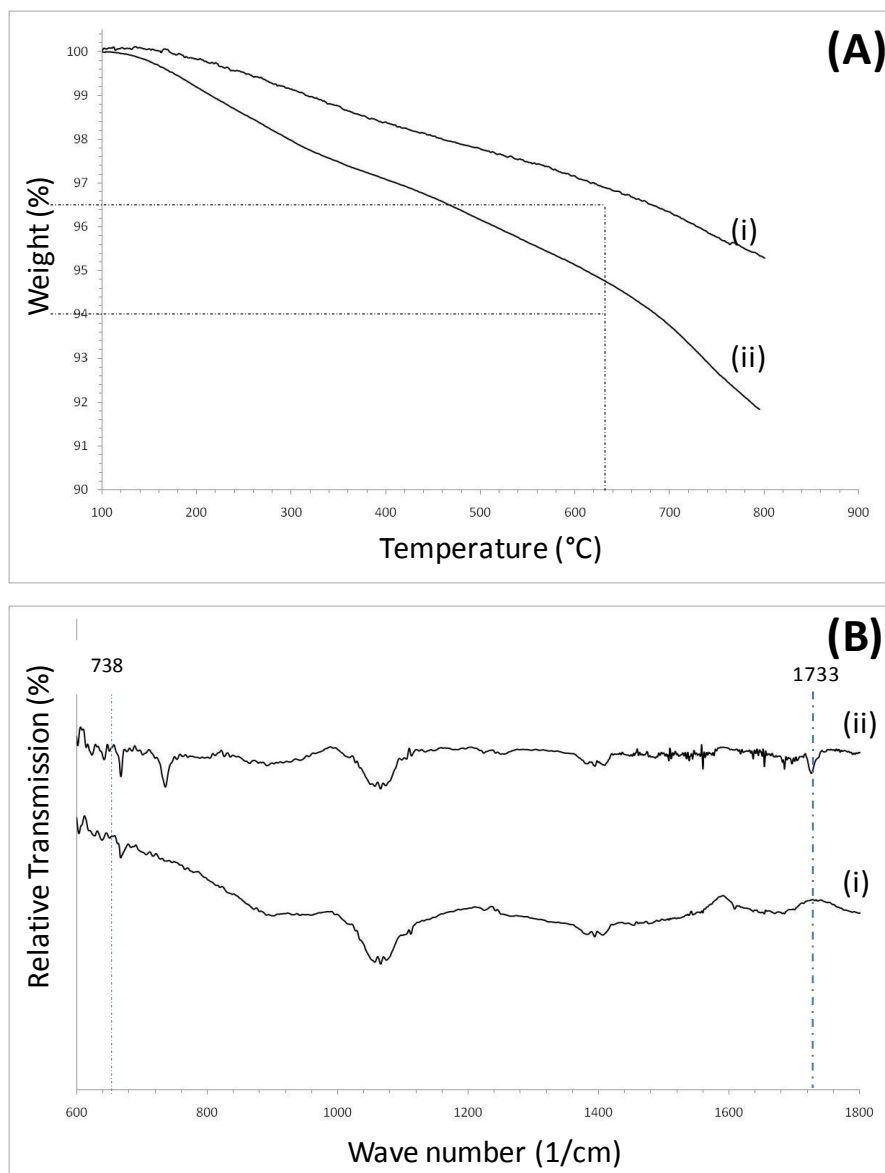 (A)
100
99
98
97
96
95
94
93
92
91
90
Weight (%)
(i)
(ii)
100 200 300 400 500 600 700 800 900
Temperature (°C)
(B)
738 1733
Relative Transmission (%)
(ii)
(i)
600 800 1000 1200 1400 1600 1800
Wave number (1/cm)